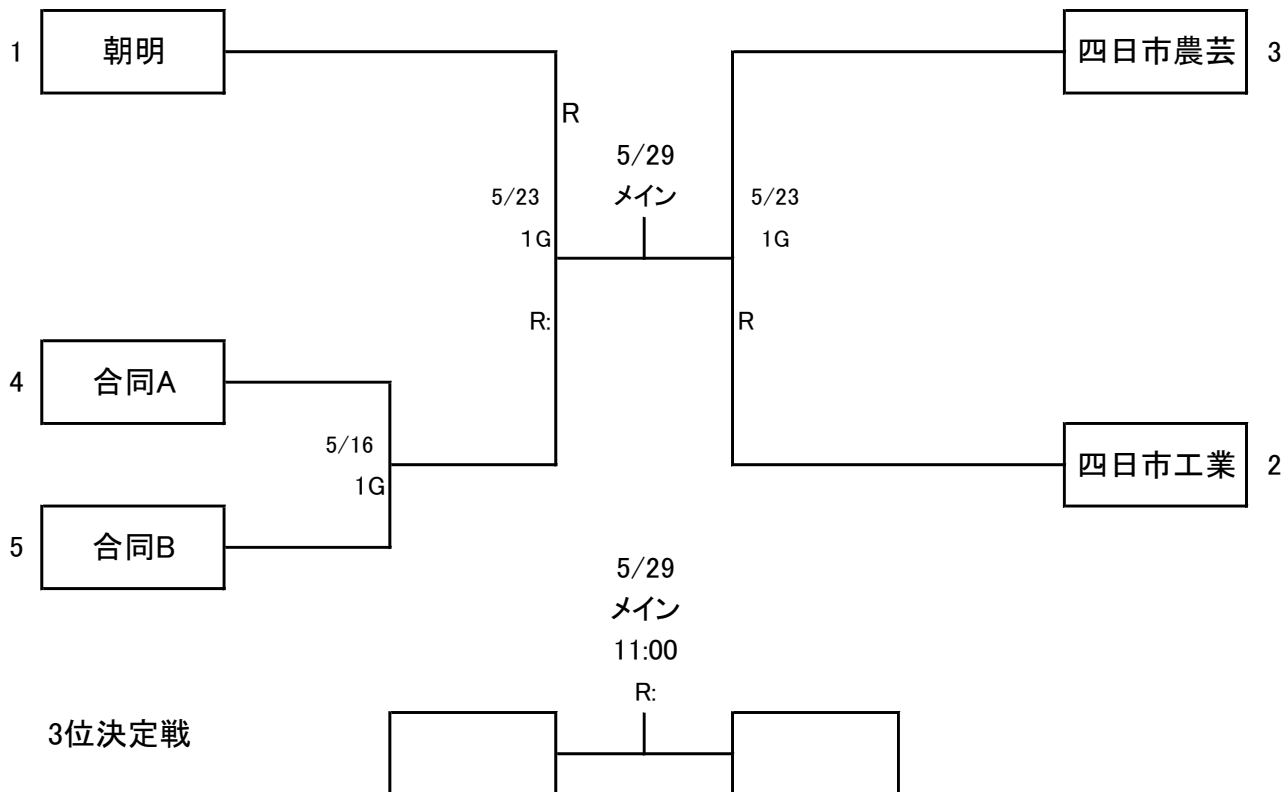 1
朝明
四日市農芸
3
R
5/29
メイン
5/23
1G
5/23
1G
R:
R
4
合同A
5/16
1G
四日市工業
2
5
合同B
5/29
メイン
11:00
R:
3位決定戦